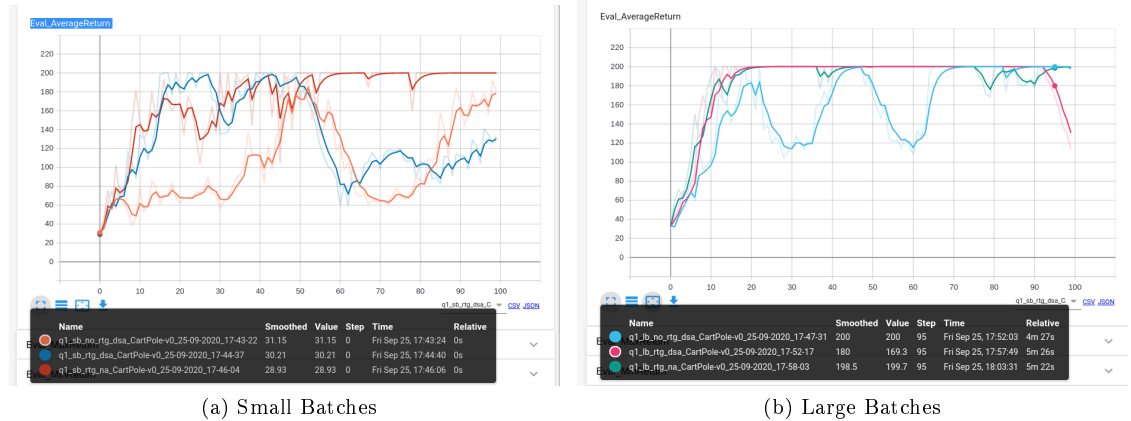 Eval_AverageReturn
220
200
180
160
140
120
100
80
60
40
20
0
0 10 20 30 40 50 60 70 80 90 100
q1_sb_rtg_dsa_C. CSV JSON
Name Smoothed Value Step Time Relative
q1_sb_no_rtg_dsa_CartPole-v0_25-09-2020_17-43-22 31.15 31.15 0 Fri Sep 25, 17:43:24 0s
q1_sb_rtg_dsa_CartPole-v0_25-09-2020_17-44-37 30.21 30.21 0 Fri Sep 25, 17:44:40 0s
q1_sb_rtg_na_CartPole-v0_25-09-2020_17-46-04 28.93 28.93 0 Fri Sep 25, 17:46:06 0s
(a) Small Batches
Eval_AverageReturn
220
200
180
160
140
120
100
80
60
40
20
0
0 10 20 30 40 50 60 70 80 90 100
q1_sb_rtg_dsa_C. CSV JSON
Name Smoothed Value Step Time Relative
q1_lb_no_rtg_dsa_CartPole-v0_25-09-2020_17-47-31 200 200 95 Fri Sep 25, 17:52:03 4m 27s
q1_lb_rtg_dsa_CartPole-v0_25-09-2020_17-52-17 180 169.3 95 Fri Sep 25, 17:57:49 5m 26s
q1_lb_rtg_na_CartPole-v0_25-09-2020_17-58-03 198.5 199.7 95 Fri Sep 25, 18:03:31 5m 22s
(b) Large Batches